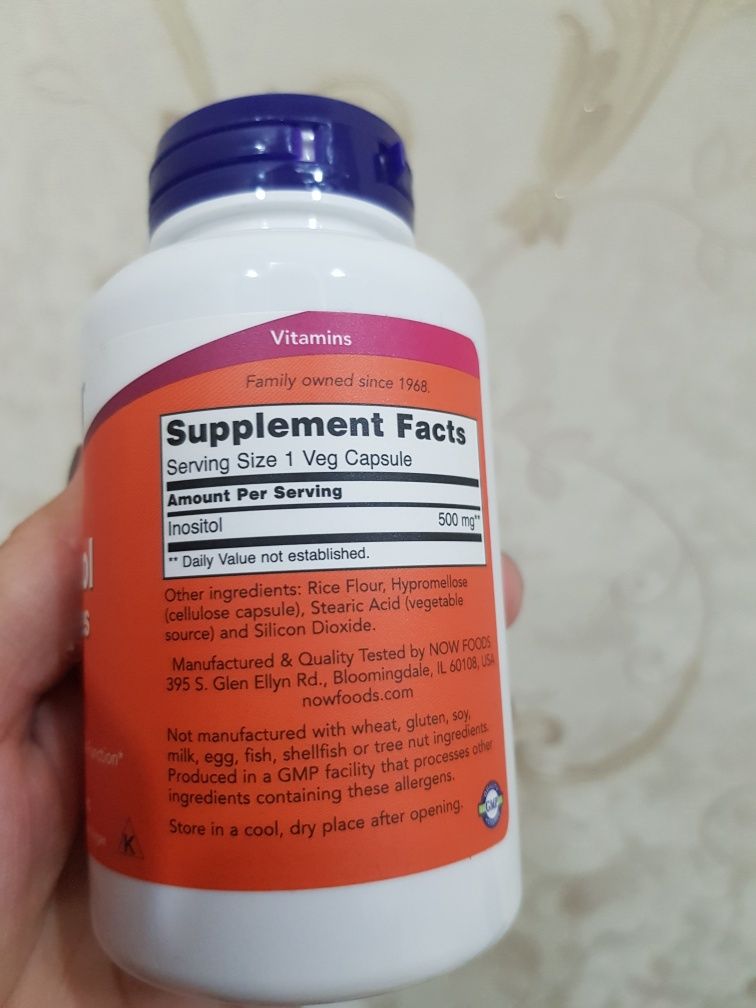 Vitamins
Family owned since 1968.
Supplement Facts
Serving Size 1 Veg Capsule
Amount Per Serving
Inositol 500 mg**
** Daily Value not established.
Other ingredients: Rice Flour, Hypromellose
(cellulose capsule), Stearic Acid (vegetable
source) and Silicon Dioxide.
Manufactured & Quality Tested by NOW FOODS
395 S. Glen Ellyn Rd., Bloomingdale, IL 60108, USA
nowfoods.com
Not manufactured with wheat, gluten, soy,
milk, egg, fish, shellfish or tree nut ingredients.
Produced in a GMP facility that processes other
ingredients containing these allergens.
Store in a cool, dry place after opening.
GMP
K